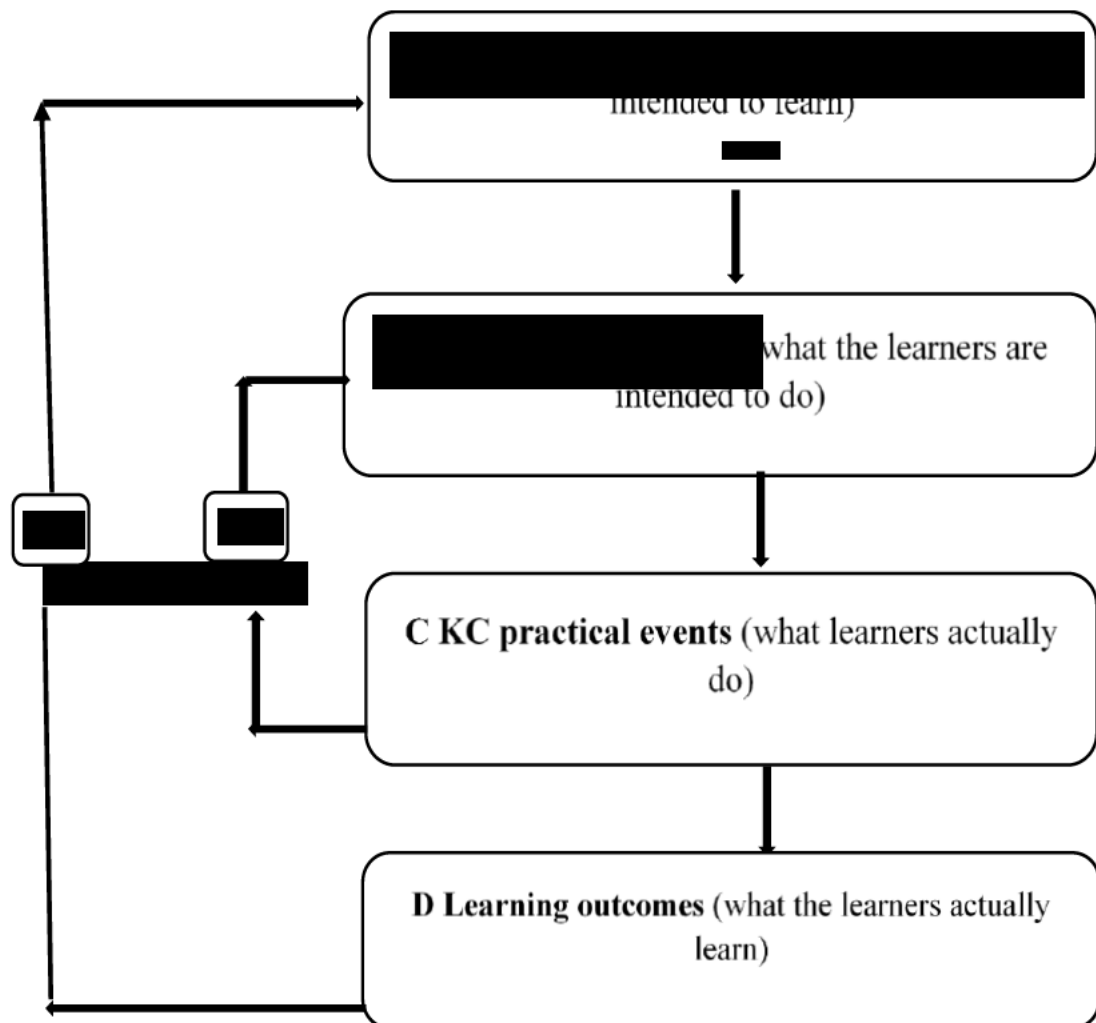 intended to learn)
what the learners are
intended to do)
C KC practical events (what learners actually
do)
D Learning outcomes (what the learners actually
learn)